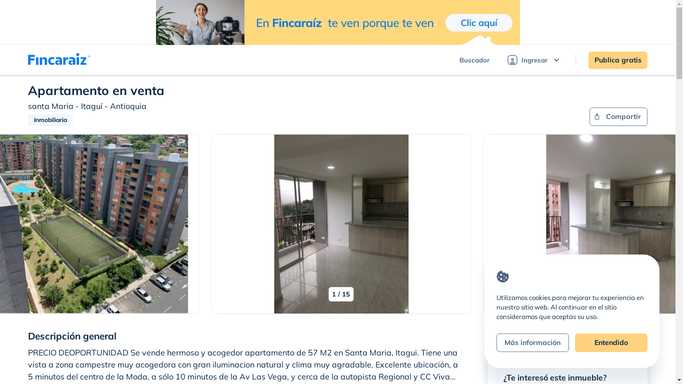 En Fincaraíz te ven porque te ven
Clic aquí
Fincaraiz
Buscador
Ingresar
Publica gratis
Apartamento en venta
santa Maria - Itaguí - Antioquia
Inmobiliaria
Compartir
1 / 15
Utilizamos cookies para mejorar tu experiencia en
nuestro sitio web. Al continuar en el sitio
consideramos que aceptas su uso.
Más información
Entendido
Descripción general
PRECIO DEOPORTUNIDAD Se vende hermosa y acogedor apartamento de 57 M2 en Santa Maria, Itagui. Tiene una
vista a zona campestre muy acogedora con gran iluminacion natural y clima muy agradable. Excelente ubicación, a
5 minutos del centro de la Moda, a sólo 10 minutos de la Av Las Vegas, y cerca de la autopista Regional y CC Viva...
¿Te interesó este inmueble?